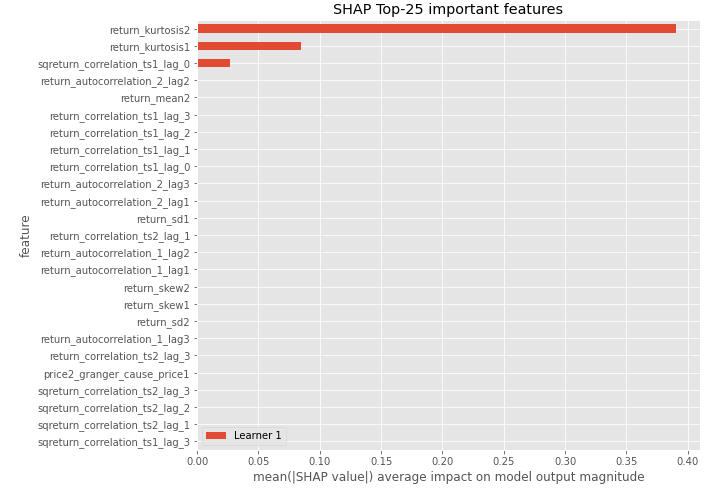 SHAP Top-25 important features
return_kurtosis2
return_kurtosis1
sqreturn_correlation_ts1_lag_0
return_autocorrelation_2_lag2
return_mean2
return_correlation_ts1_lag_3
return_correlation_ts1_lag_2
return_correlation_ts1_lag_1
return_correlation_ts1_lag_0
return_autocorrelation_2_lag3
return_autocorrelation_2_lag1
return_sd1
return_correlation_ts2_lag_1
return_autocorrelation_1_lag2
return_autocorrelation_1_lag1
return_skew2
return_skew1
return_sd2
return_autocorrelation_1_lag3
return_correlation_ts2_lag_3
price2_granger_cause_price1
sqreturn_correlation_ts2_lag_3
sqreturn_correlation_ts2_lag_2
sqreturn_correlation_ts2_lag_1
sqreturn_correlation_ts1_lag_3
feature
Learner 1
0.00 0.05 0.10 0.15 0.20 0.25 0.30 0.35 0.40
mean(|SHAP value|) average impact on model output magnitude